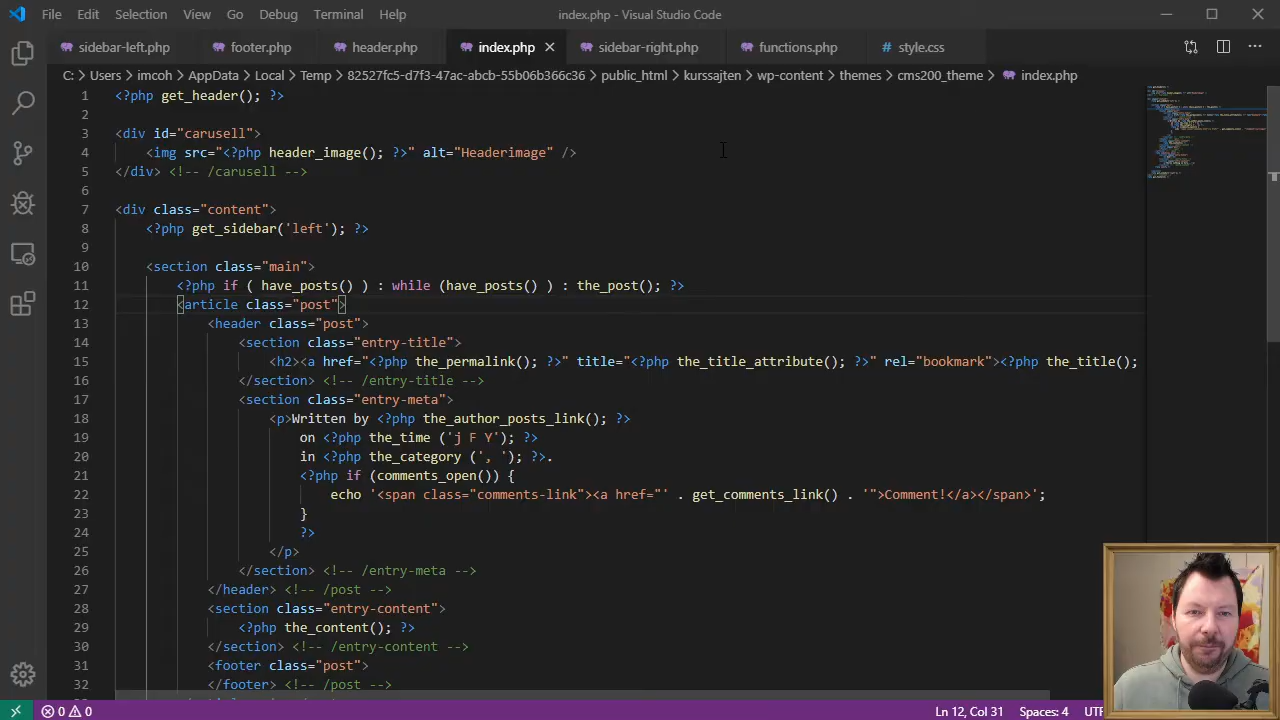 File Edit Selection View Go Debug Terminal Help index.php - Visual Studio Code
sidebar-left.php footer.php header.php index.php sidebar-right.php functions.php # style.css
C: > Users > imcoh > AppData > Local > Temp > 82527fc5-d7f3-47ac-abcb-55b06b366c36 > public_html > kurssajten > wp-content > themes > cms200_theme > index.php
1 <?php get_header(); ?>
2
3 <div id="carusell">
4 <img src="<?php header_image(); ?>" alt="Headerimage" />
5 </div> <!-- /carusell -->
6
7 <div class="content">
8 <?php get_sidebar('left'); ?>
9
10 <section class="main">
11 <?php if ( have_posts() ) : while (have_posts() ) : the_post(); ?>
12 <article class="post">
13 <header class="post">
14 <section class="entry-title">
15 <h2><a href="<?php the_permalink(); ?>" title="<?php the_title_attribute(); ?>" rel="bookmark"><?php the_title();
16 </section> <!-- /entry-title -->
17 <section class="entry-meta">
18 <p>Written by <?php the_author_posts_link(); ?>
19 on <?php the_time ('j F Y'); ?>
20 in <?php the_category (', '); ?>.
21 <?php if (comments_open()) {
22 echo '<span class="comments-link"><a href="' . get_comments_link() . '">Comment!</a></span>';
23 }
24 ?>
25 </p>
26 </section> <!-- /entry-meta -->
27 </header> <!-- /post -->
28 <section class="entry-content">
29 <?php the_content(); ?>
30 </section> <!-- /entry-content -->
31 <footer class="post">
32 </footer> <!-- /post -->
0 0 Ln 12, Col 31 Spaces: 4 UTF